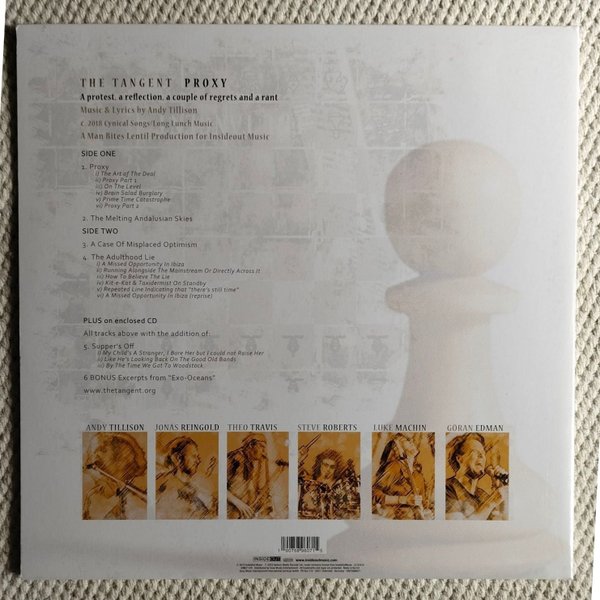 THE TANGENT PROXY
A protest, a reflection, a couple of regrets and a rant
Music & Lyrics by Andy Tillison
c. 2018 Cynical Songs/Long Lunch Music
A Man Bites Lentil Production for Insideout Music
SIDE ONE
1. Proxy
i) The Art of The Deal
ii) Proxy Part 1
iii) On The Level
iv) Brain Salad Burglary
v) Prime Time Catastrophe
vi) Proxy Part 2
2. The Melting Andalusian Skies
SIDE TWO
3. A Case Of Misplaced Optimism
4. The Adulthood Lie
i) A Missed Opportunity In Ibiza
ii) Running Alongside The Mainstream Or Directly Across It
iii) How To Believe The Lie
iv) Kit-e-Kat & Taxidermist On Standby
v) Repeated Line Indicating that "there's still time"
vi) A Missed Opportunity In Ibiza (reprise)
PLUS on enclosed CD
All tracks above with the addition of:
5. Supper's Off
i) My Child's A Stranger, I Bore Her but I could not Raise Her
ii) Like He's Looking Back On The Good Old Bands
iii) By The Time We Got To Woodstock
6 BONUS Excerpts from "Exo-Oceans"
www.thetangent.org
ANDY TILLISON JONAS REINGOLD THEO TRAVIS STEVE ROBERTS LUKE MACHIN GÖRAN EDMAN
INSIDEOUT www.insideoutmusic.com